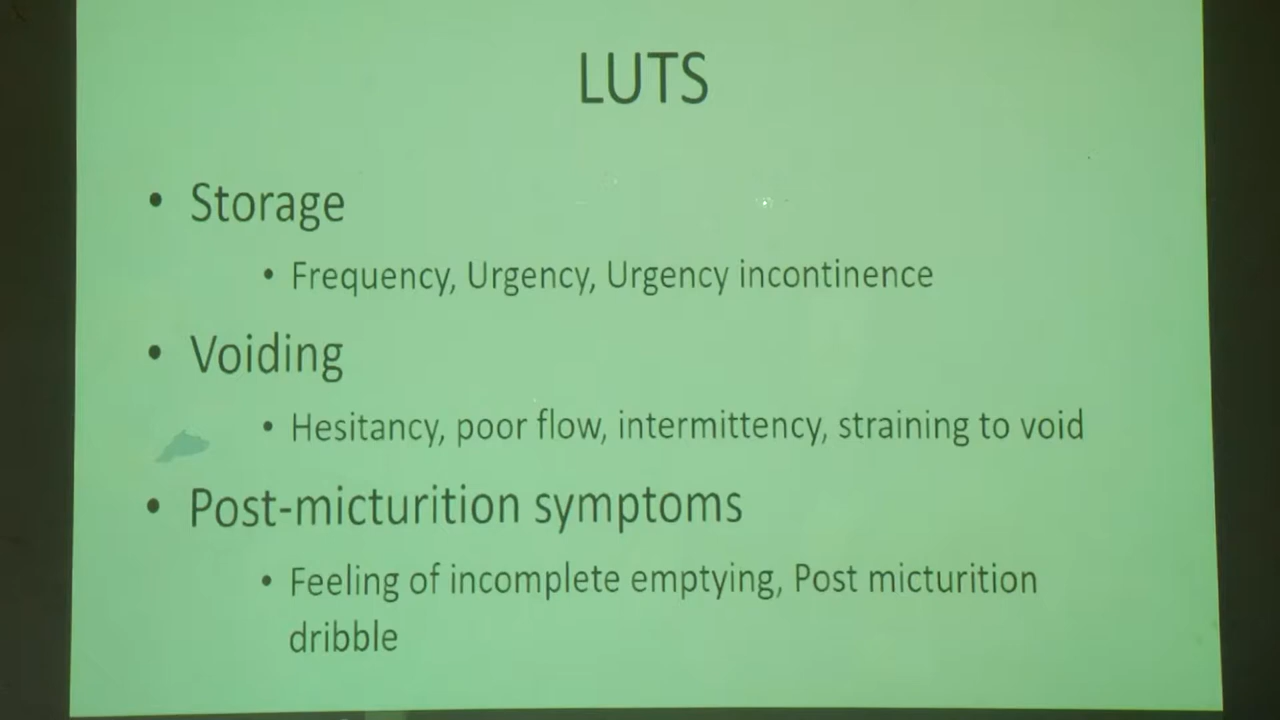 LUTS
• Storage
• Frequency, Urgency, Urgency incontinence
• Voiding
• Hesitancy, poor flow, intermittency, straining to void
• Post-micturition symptoms
• Feeling of incomplete emptying, Post micturition
dribble